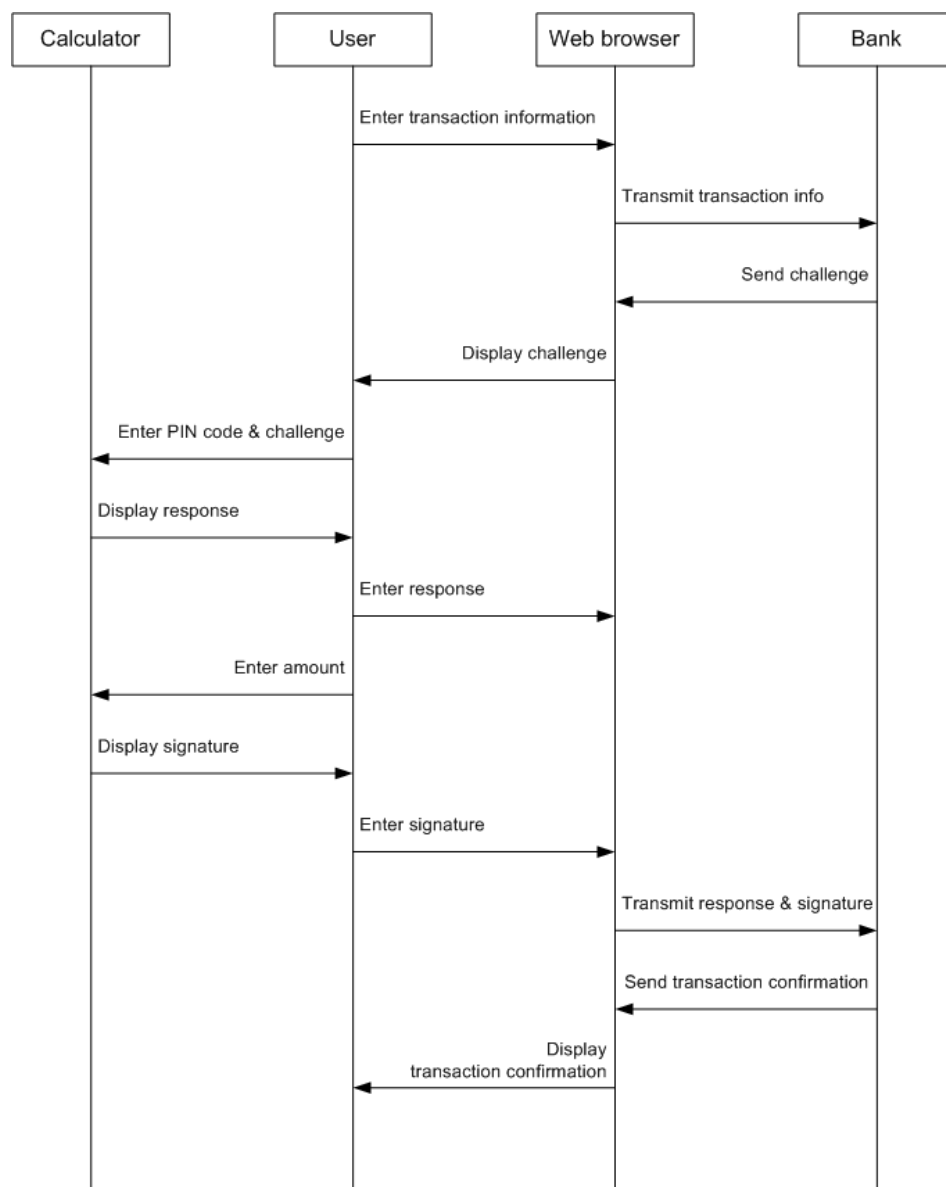 Calculator
User
Web browser
Bank
Enter transaction information
Transmit transaction info
Send challenge
Display challenge
Enter PIN code & challenge
Display response
Enter response
Enter amount
Display signature
Enter signature
Transmit response & signature
Send transaction confirmation
Display
transaction confirmation